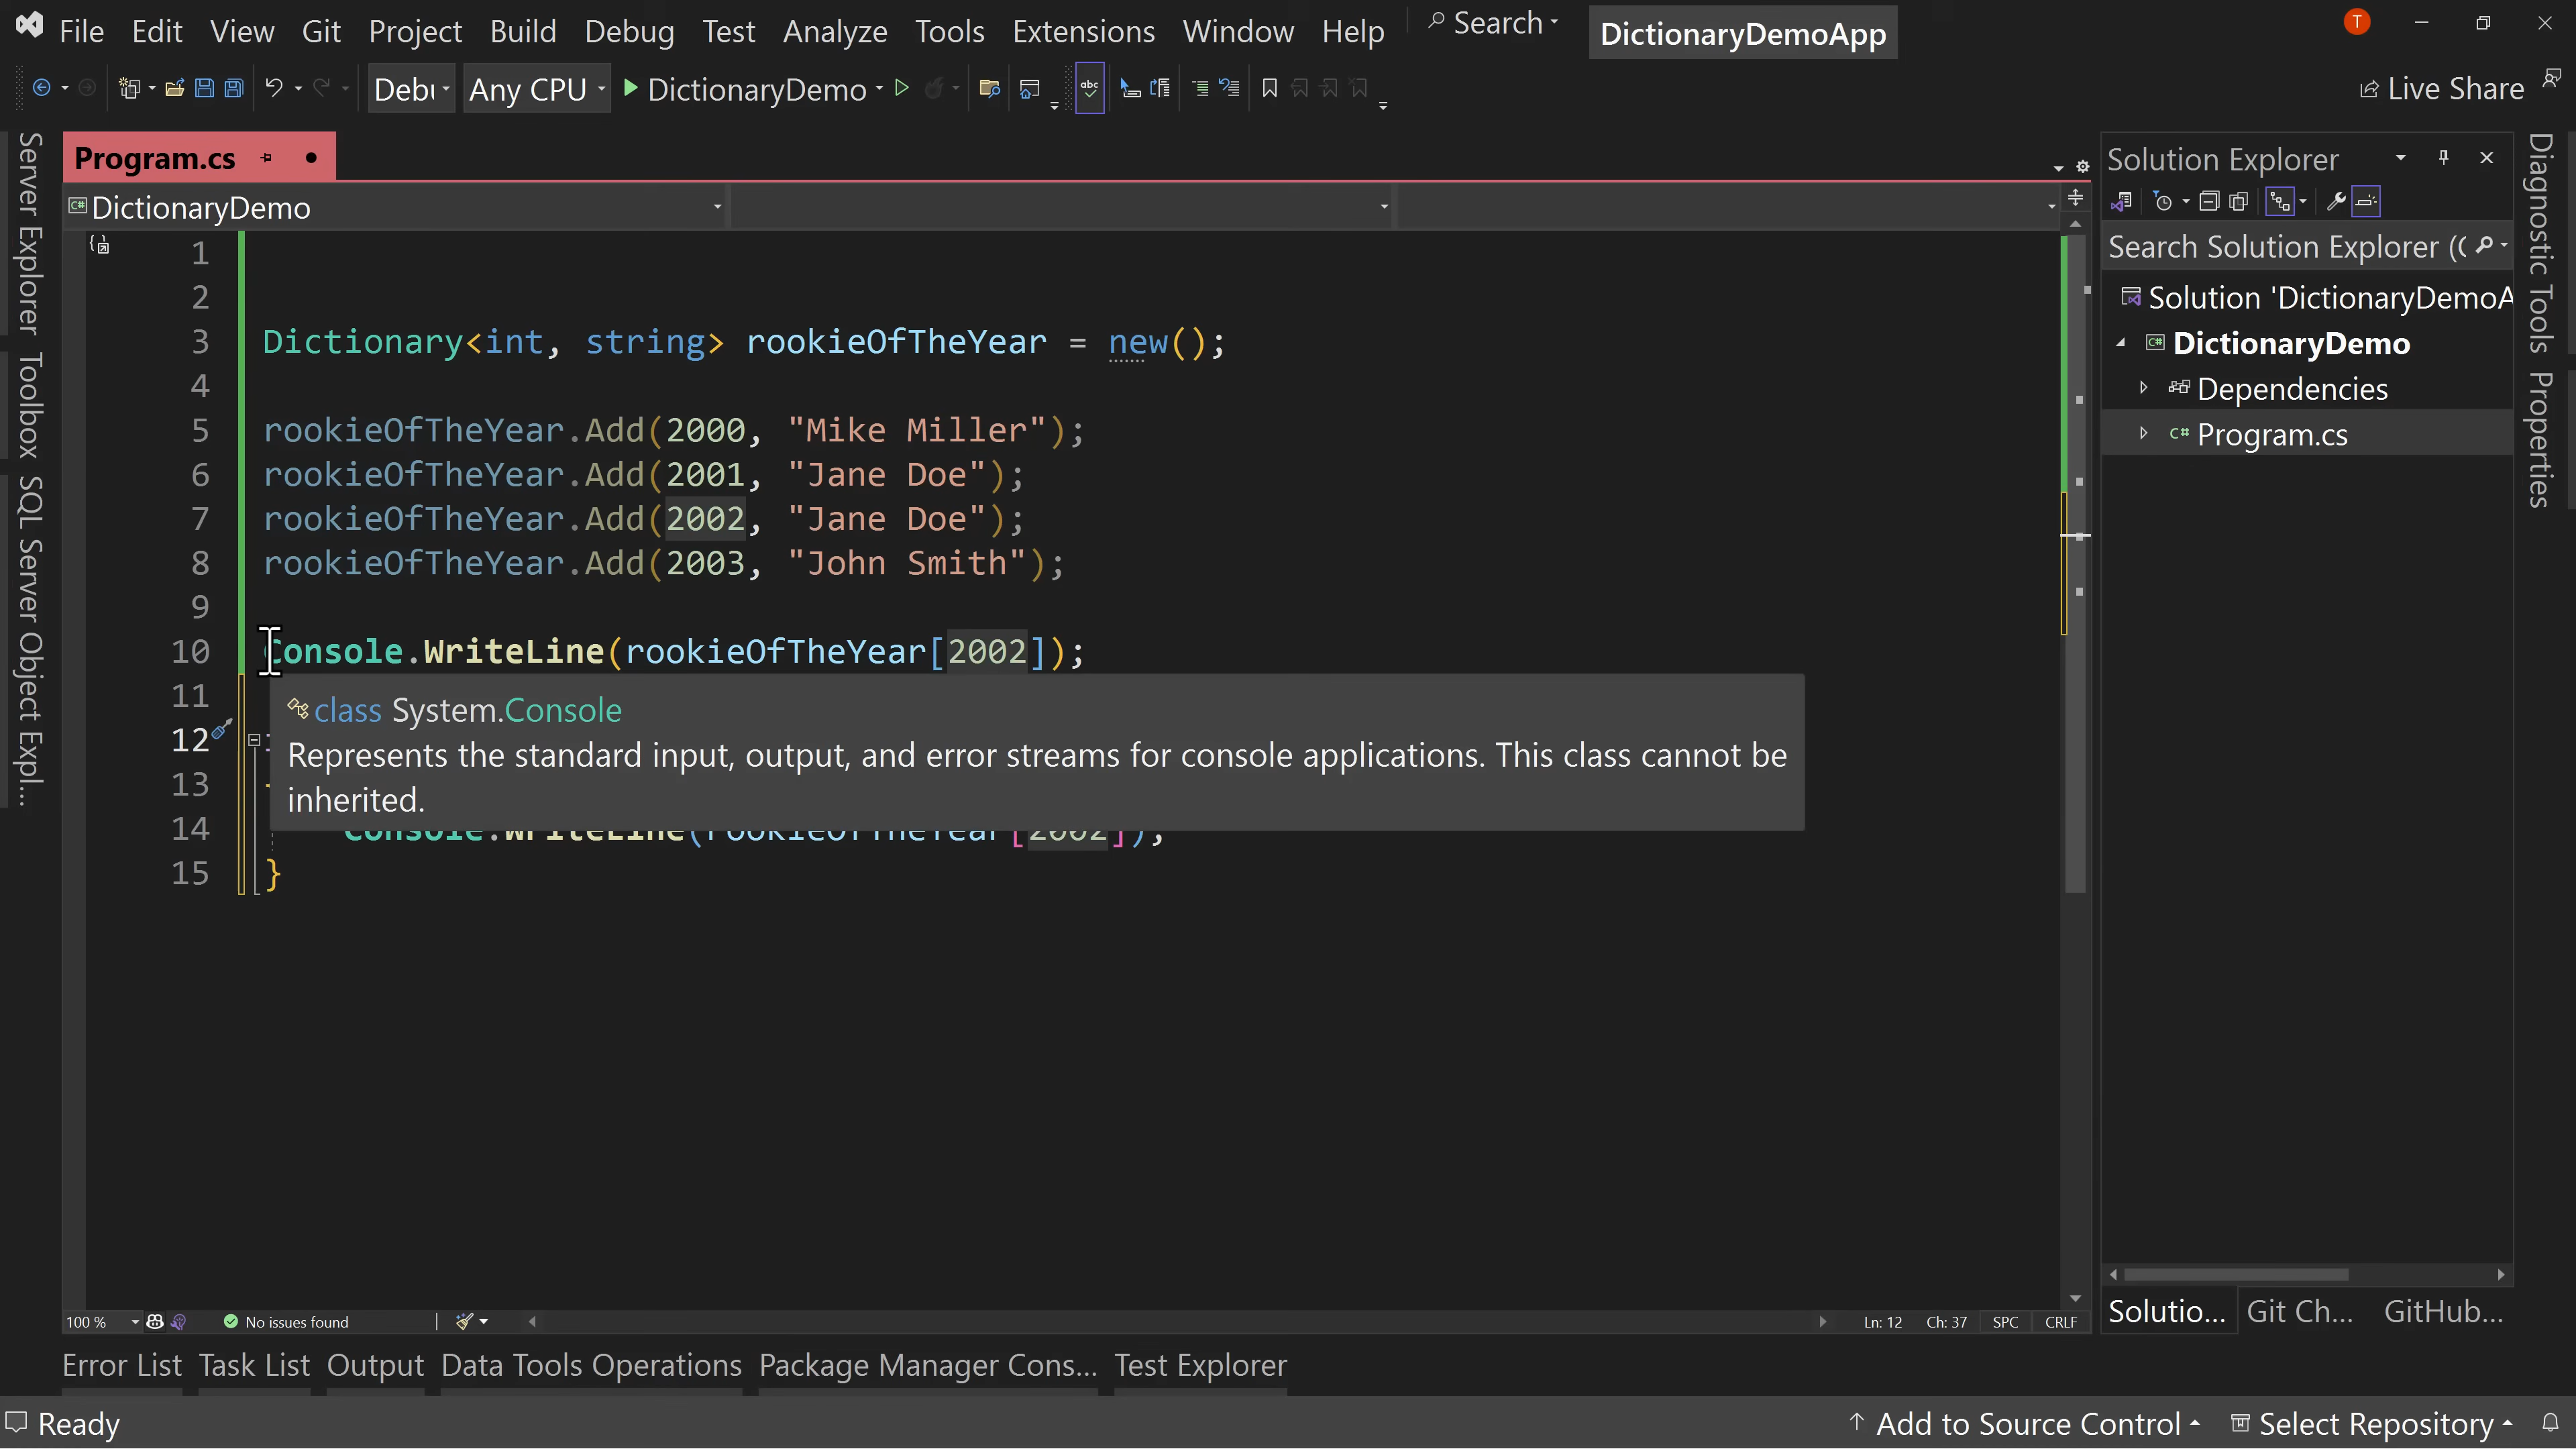 File Edit View Git Project Build Debug Test Analyze Tools Extensions Window Help Search DictionaryDemoApp T
Any CPU DictionaryDemo abc Live Share
Program.cs
DictionaryDemo
1
2
3 Dictionary<int, string> rookieOfTheYear = new();
4
5 rookieOfTheYear.Add(2000, "Mike Miller");
6 rookieOfTheYear.Add(2001, "Jane Doe");
7 rookieOfTheYear.Add(2002, "Jane Doe");
8 rookieOfTheYear.Add(2003, "John Smith");
9
10 Console.WriteLine(rookieOfTheYear[2002]);
11
class System.Console
12
Represents the standard input, output, and error streams for console applications. This class cannot be
13
inherited.
14 Console.WriteLine(rookieOfTheYear[2002]);
15 }
Server Explorer
Toolbox
SQL Server Object Expl...
Solution Explorer
Search Solution Explorer (C
Solution 'DictionaryDemoA
C# DictionaryDemo
Dependencies
C# Program.cs
Diagnostic Tools
Properties
100 % No issues found Ln: 12 Ch: 37 SPC CRLF
Solutio... Git Ch... GitHub...
Error List Task List Output Data Tools Operations Package Manager Cons... Test Explorer
Ready Add to Source Control Select Repository